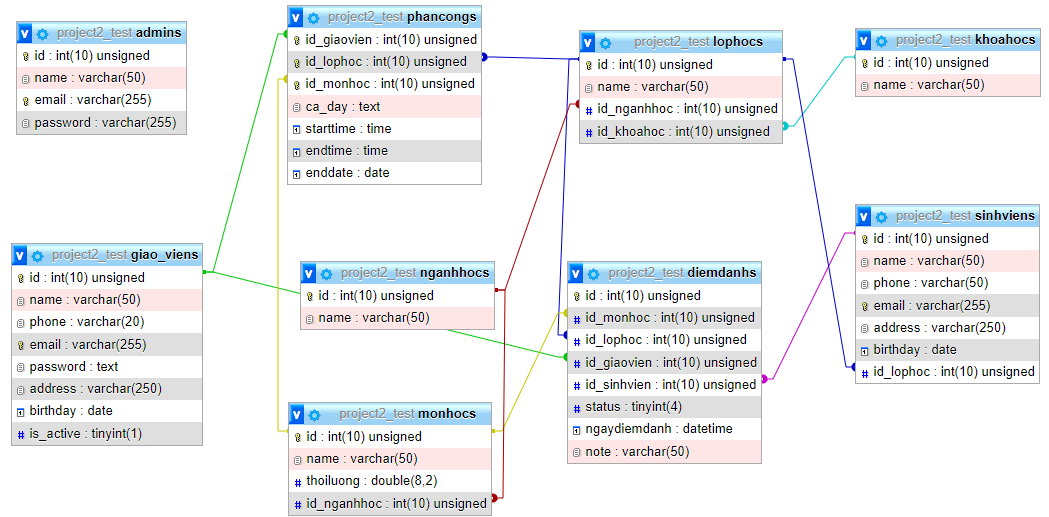 project2_test admins
id : int(10) unsigned
name : varchar(50)
email : varchar(255)
password : varchar(255)
project2_test phancongs
id_giaovien : int(10) unsigned
id_lophoc : int(10) unsigned
id_monhoc : int(10) unsigned
ca_day : text
starttime : time
endtime : time
enddate : date
project2_test lophocs
id : int(10) unsigned
name : varchar(50)
id_nganhhoc : int(10) unsigned
id_khoahoc : int(10) unsigned
project2_test khoahocs
id : int(10) unsigned
name : varchar(50)
project2_test giao_viens
id : int(10) unsigned
name : varchar(50)
phone : varchar(20)
email : varchar(255)
password : text
address : varchar(250)
birthday : date
is_active : tinyint(1)
project2_test nganhhocs
id : int(10) unsigned
name : varchar(50)
project2_test diemdanhs
id : int(10) unsigned
id_monhoc : int(10) unsigned
id_lophoc : int(10) unsigned
id_giaovien : int(10) unsigned
id_sinhvien : int(10) unsigned
status : tinyint(4)
ngaydiemdanh : datetime
note : varchar(50)
project2_test sinhviens
id : int(10) unsigned
name : varchar(50)
phone : varchar(50)
email : varchar(255)
address : varchar(250)
birthday : date
id_lophoc : int(10) unsigned
project2_test monhocs
id : int(10) unsigned
name : varchar(50)
thoiluong : double(8,2)
id_nganhhoc : int(10) unsigned